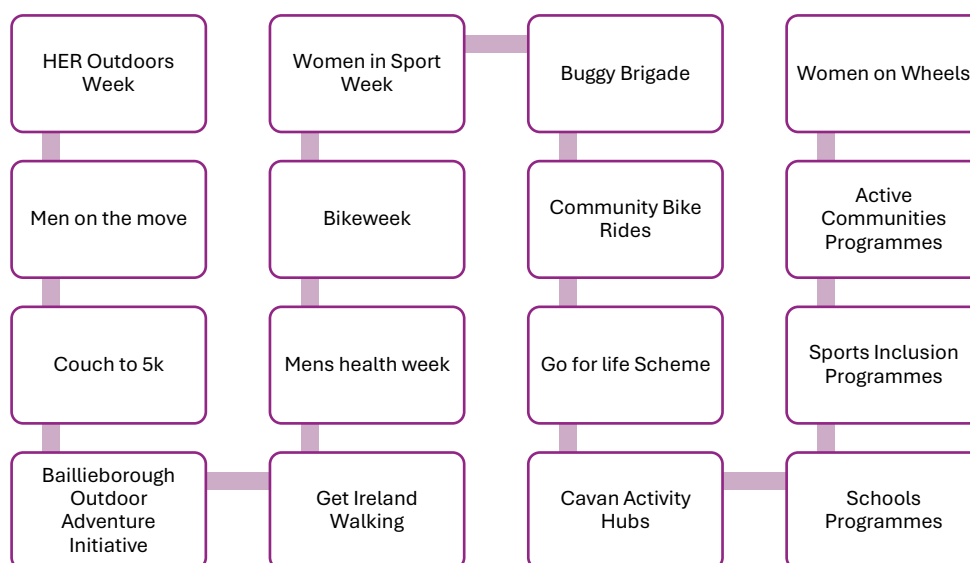 HER Outdoors
Week
Men on the move
Couch to 5k
Baillieborough
Outdoor
Adventure
Initiative
Get Ireland
Walking
Mens health week
Bikeweek
Women in Sport
Week
Buggy Brigade
Community Bike
Rides
Go for life Scheme
Cavan Activity
Hubs
Schools
Programmes
Sports Inclusion
Programmes
Active
Communities
Programmes
Women on Wheels